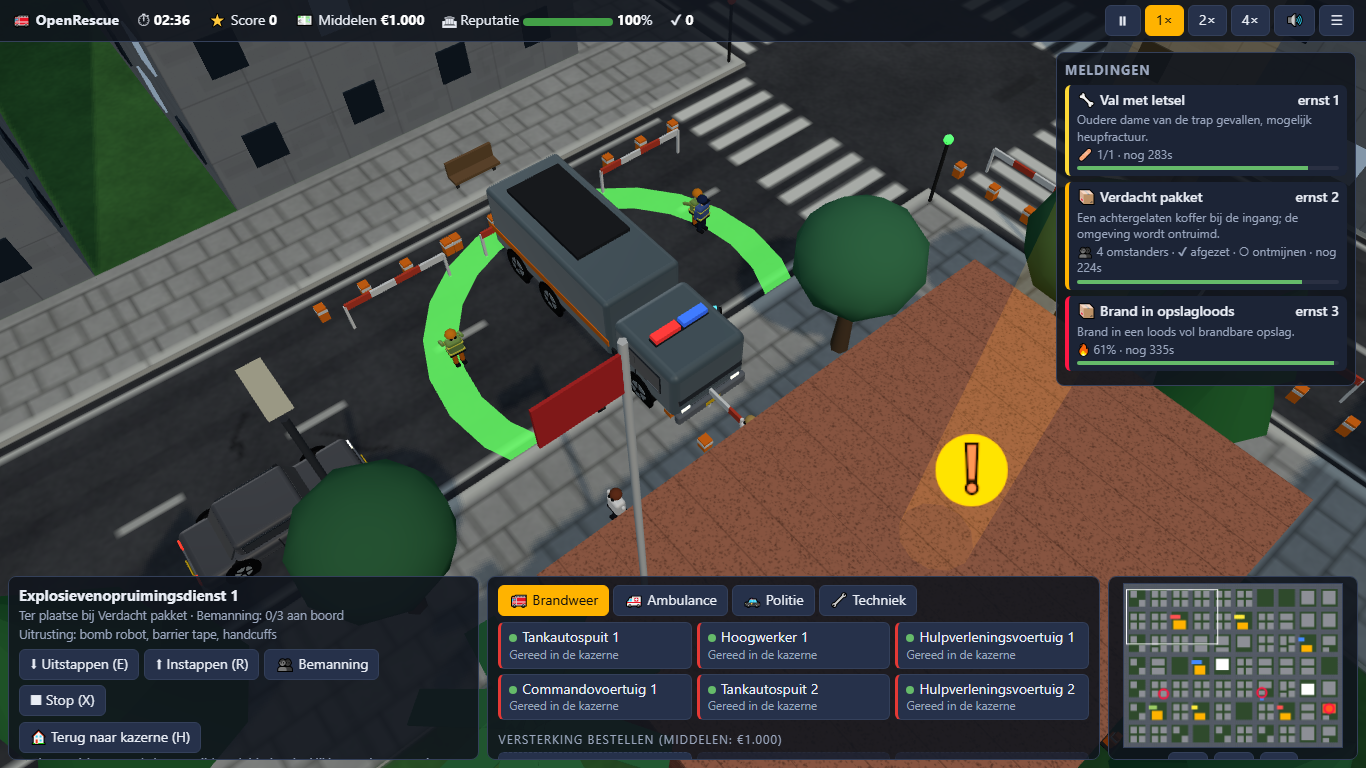 OpenRescue 02:36 Score 0 Middelen €1.000 Reputatie 100% ✓ 0
1× 2× 4×
MELDINGEN
Val met letsel ernst 1
Oudere dame van de trap gevallen, mogelijk
heupfractuur.
1/1 · nog 283s
Verdacht pakket ernst 2
Een achtergelaten koffer bij de ingang; de
omgeving wordt ontruimd.
4 omstanders · ✓ afgezet · ○ ontmijnen · nog
224s
Brand in opslagloods ernst 3
Brand in een loods vol brandbare opslag.
61% · nog 335s
Explosievenopruimingsdienst 1
Ter plaatse bij Verdacht pakket · Bemanning: 0/3 aan boord
Uitrusting: bomb robot, barrier tape, handcuffs
⬇ Uitstappen (E) ⬆ Instappen (R) Bemanning
Stop (X)
Terug naar kazerne (H)
Brandweer Ambulance Politie Techniek
Tankautospuit 1 Hoogwerker 1 Hulpverleningsvoertuig 1
Gereed in de kazerne Gereed in de kazerne Gereed in de kazerne
Commandovoertuig 1 Tankautospuit 2 Hulpverleningsvoertuig 2
Gereed in de kazerne Gereed in de kazerne Gereed in de kazerne
VERSTERKING BESTELLEN (MIDDELEN: €1.000)